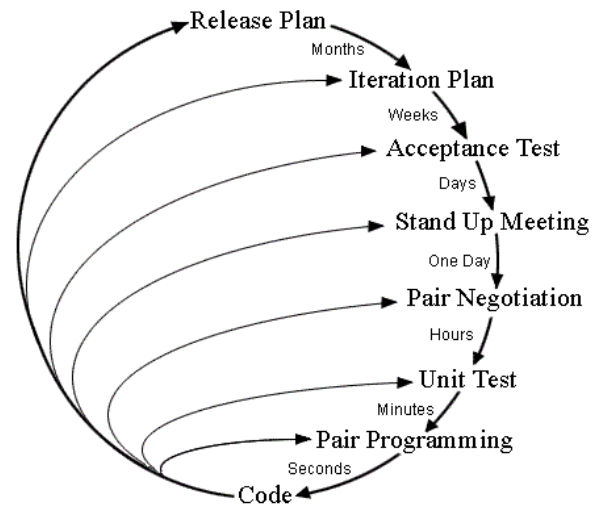 Release Plan
Months
Iteration Plan
Weeks
Acceptance Test
Days
Stand Up Meeting
One Day
Pair Negotiation
Hours
Unit Test
Minutes
Pair Programming
Seconds
Code